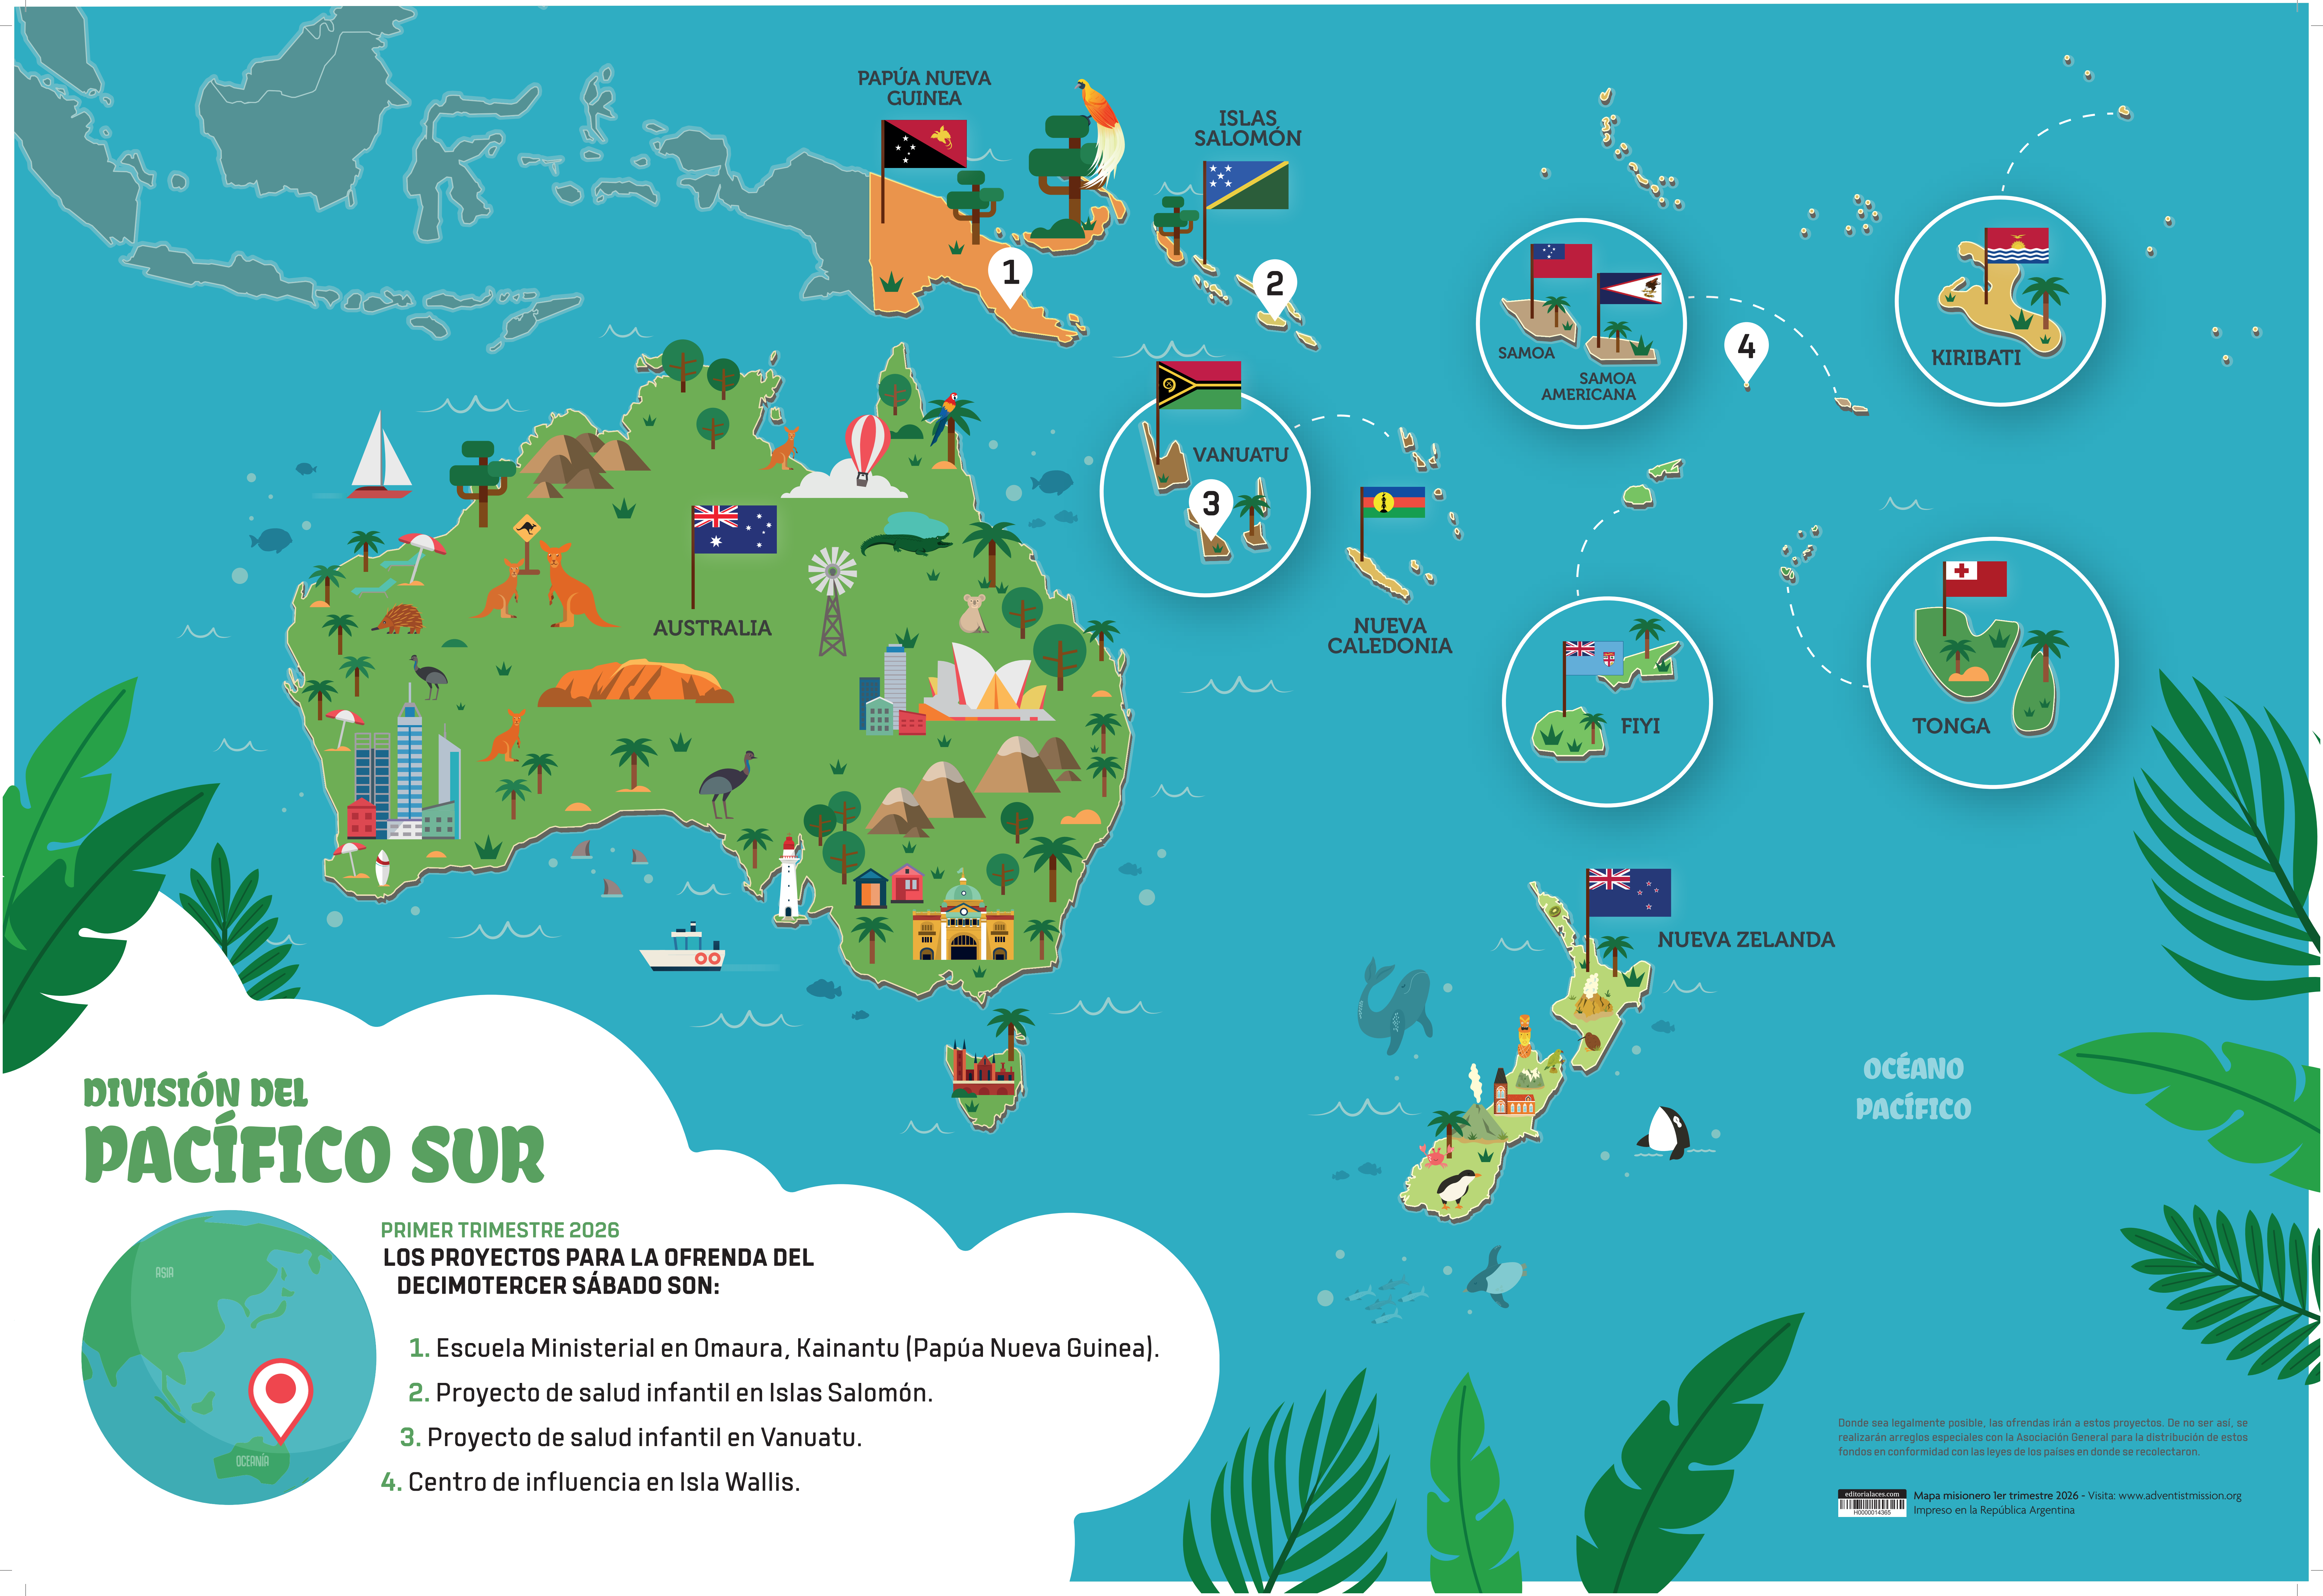 PAPÚA NUEVA
GUINEA
ISLAS
SALOMÓN
1
2
SAMOA
SAMOA
AMERICANA
4
KIRIBATI
VANUATU
3
AUSTRALIA
NUEVA
CALEDONIA
FIYI
TONGA
NUEVA ZELANDA
OCÉANO
PACÍFICO
DIVISIÓN DEL
PACÍFICO SUR
ASIA
OCEANÍA
PRIMER TRIMESTRE 2026
LOS PROYECTOS PARA LA OFRENDA DEL
DECIMOTERCER SÁBADO SON:
1. Escuela Ministerial en Omaura, Kainantu (Papúa Nueva Guinea).
2. Proyecto de salud infantil en Islas Salomón.
3. Proyecto de salud infantil en Vanuatu.
4. Centro de influencia en Isla Wallis.
Donde sea legalmente posible, las ofrendas irán a estos proyectos. De no ser así, se
realizarán arreglos especiales con la Asociación General para la distribución de estos
fondos en conformidad con las leyes de los países en donde se recolectaron.
editorialaces.com
H0000014365
Mapa misionero 1er trimestre 2026 - Visita: www.adventistmission.org
Impreso en la República Argentina